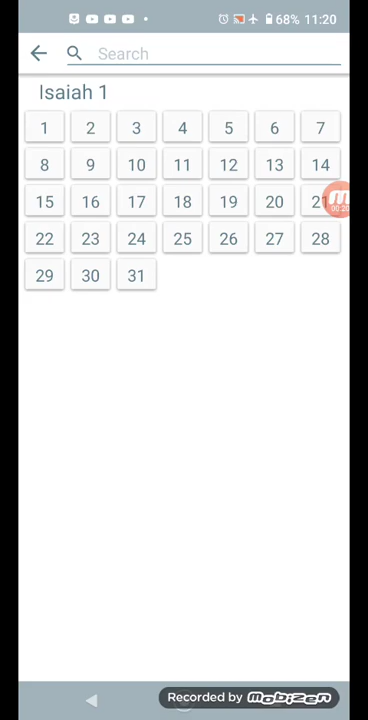 68% 11:20
Search
Isaiah 1
1 2 3 4 5 6 7
8 9 10 11 12 13 14
15 16 17 18 19 20 21
22 23 24 25 26 27 28
29 30 31
Recorded by mobizen